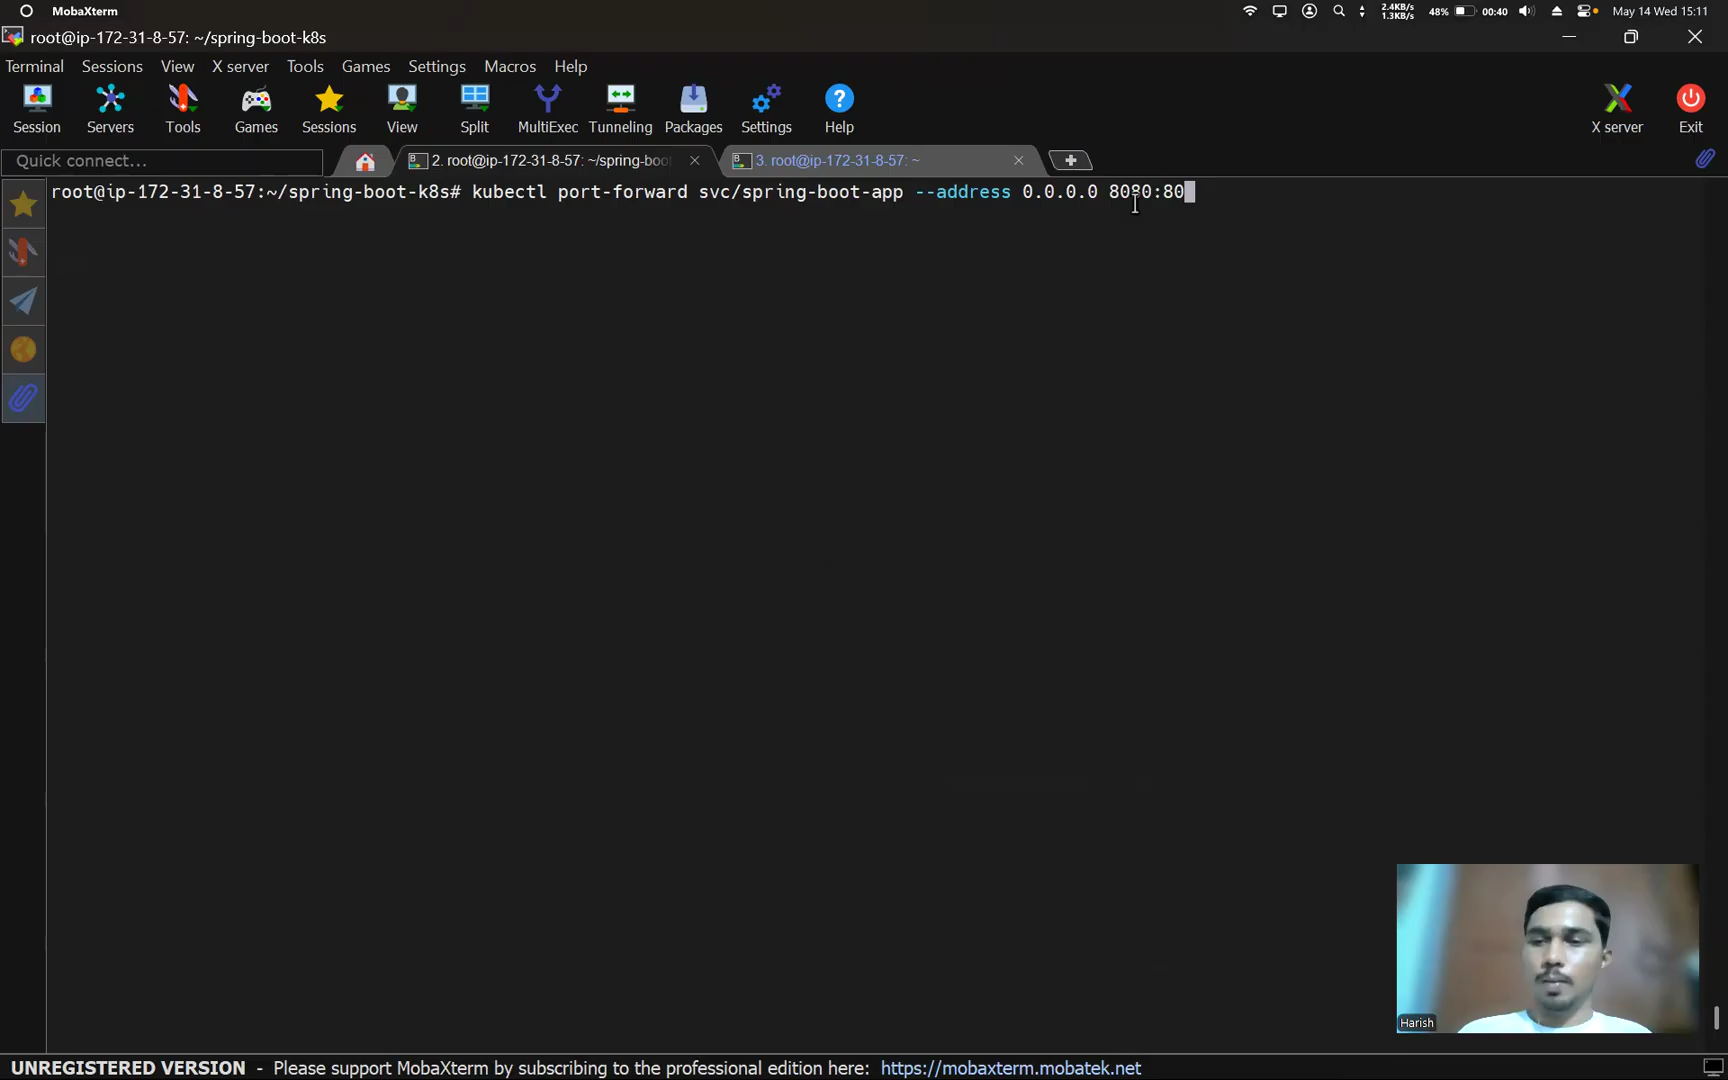 MobaXterm
2.4KB/s
1.3KB/s
48%
00:40
May 14 Wed 15:11
root@ip-172-31-8-57: ~/spring-boot-k8s
Terminal Sessions View X server Tools Games Settings Macros Help
Session Servers Tools Games Sessions View Split MultiExec Tunneling Packages Settings Help X server Exit
Quick connect...
2. root@ip-172-31-8-57: ~/spring-boo
3. root@ip-172-31-8-57: ~
root@ip-172-31-8-57:~/spring-boot-k8s# kubectl port-forward svc/spring-boot-app --address 0.0.0.0 8080:80
Harish
UNREGISTERED VERSION - Please support MobaXterm by subscribing to the professional edition here: https://mobaxterm.mobatek.net